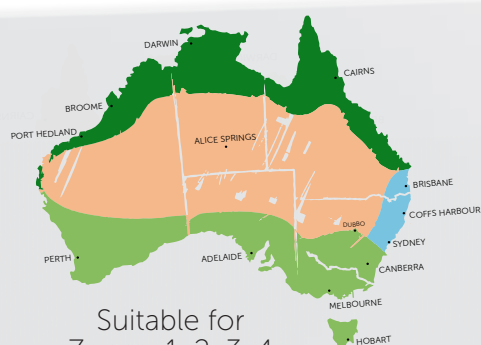 DARWIN
CAIRNS
BROOME
PORT HEDLAND
ALICE SPRINGS
BRISBANE
COFFS HARBOUR
DUBBO
SYDNEY
PERTH
ADELAIDE
CANBERRA
MELBOURNE
Suitable for
HOBART